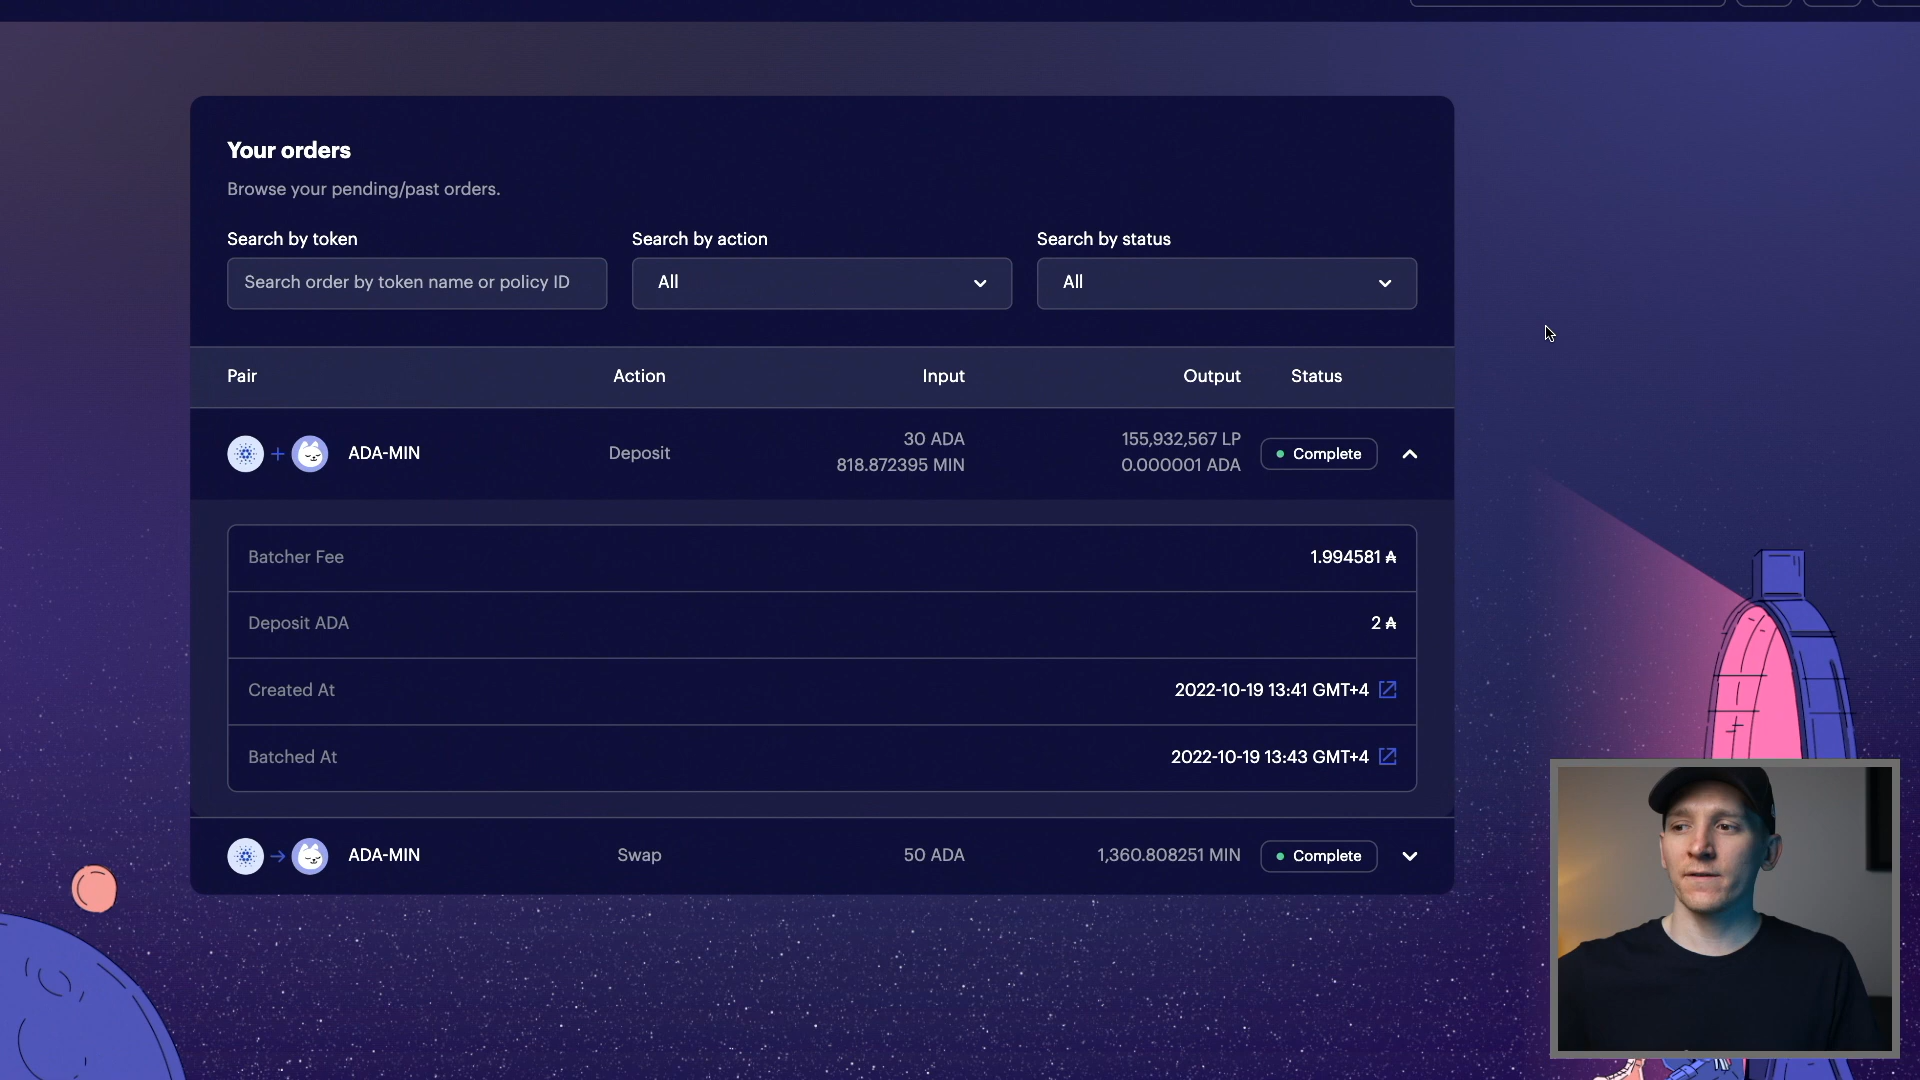 Your orders
Browse your pending/past orders.
Search by token
Search by action
Search by status
Search order by token name or policy ID
All
All
Pair
Action
Input
Output
Status
ADA-MIN
Deposit
30 ADA
818.872395 MIN
155,932,567 LP
0.000001 ADA
Complete
Batcher Fee
1.994581 ₳
Deposit ADA
2 ₳
Created At
2022-10-19 13:41 GMT+4
Batched At
2022-10-19 13:43 GMT+4
ADA-MIN
Swap
50 ADA
1,360.808251 MIN
Complete